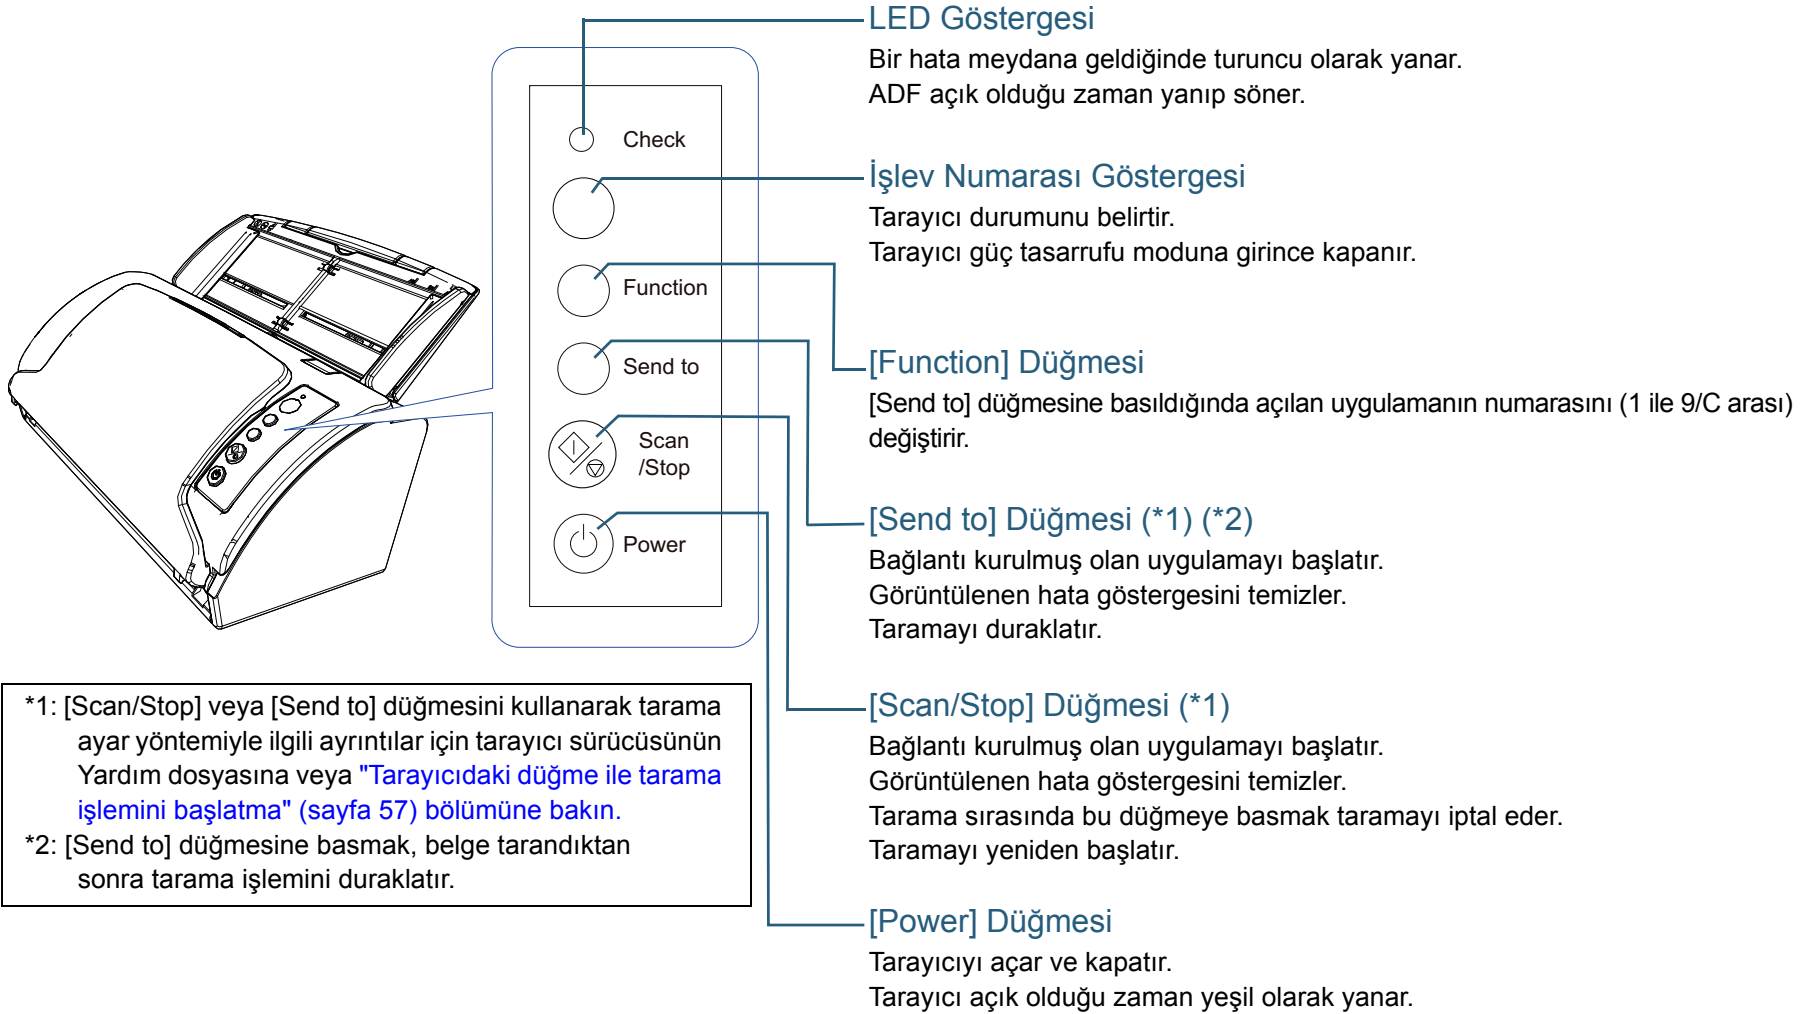 LED Göstergesi
Bir hata meydana geldiğinde turuncu olarak yanar.
ADF açık olduğu zaman yanıp söner.
Check
İşlev Numarası Göstergesi
Tarayıcı durumunu belirtir.
Tarayıcı güç tasarrufu moduna girince kapanır.
Function
[Function] Düğmesi
[Send to] düğmesine basıldığında açılan uygulamanın numarasını (1 ile 9/C arası)
değiştirir.
Send to
[Send to] Düğmesi (*1) (*2)
Bağlantı kurulmuş olan uygulamayı başlatır.
Görüntülenen hata göstergesini temizler.
Taramayı duraklatır.
Scan
/Stop
[Scan/Stop] Düğmesi (*1)
Bağlantı kurulmuş olan uygulamayı başlatır.
Görüntülenen hata göstergesini temizler.
Tarama sırasında bu düğmeye basmak taramayı iptal eder.
Taramayı yeniden başlatır.
Power
[Power] Düğmesi
Tarayıcıyı açar ve kapatır.
Tarayıcı açık olduğu zaman yeşil olarak yanar.
*1: [Scan/Stop] veya [Send to] düğmesini kullanarak tarama
ayar yöntemiyle ilgili ayrıntılar için tarayıcı sürücüsünün
Yardım dosyasına veya "Tarayıcıdaki düğme ile tarama
işlemini başlatma" (sayfa 57) bölümüne bakın.
*2: [Send to] düğmesine basmak, belge tarandıktan
sonra tarama işlemini duraklatır.